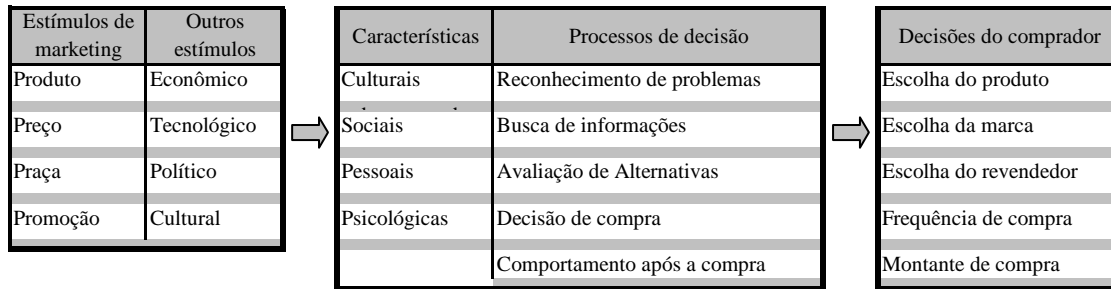 Estímulos de marketing
Outros estímulos
Produto
Econômico
Preço
Tecnológico
Praça
Político
Promoção
Cultural
Características
Processos de decisão
Culturais
Reconhecimento de problemas
Sociais
Busca de informações
Pessoais
Avaliação de Alternativas
Psicológicas
Decisão de compra
Comportamento após a compra
Decisões do comprador
Escolha do produto
Escolha da marca
Escolha do revendedor
Frequência de compra
Montante de compra